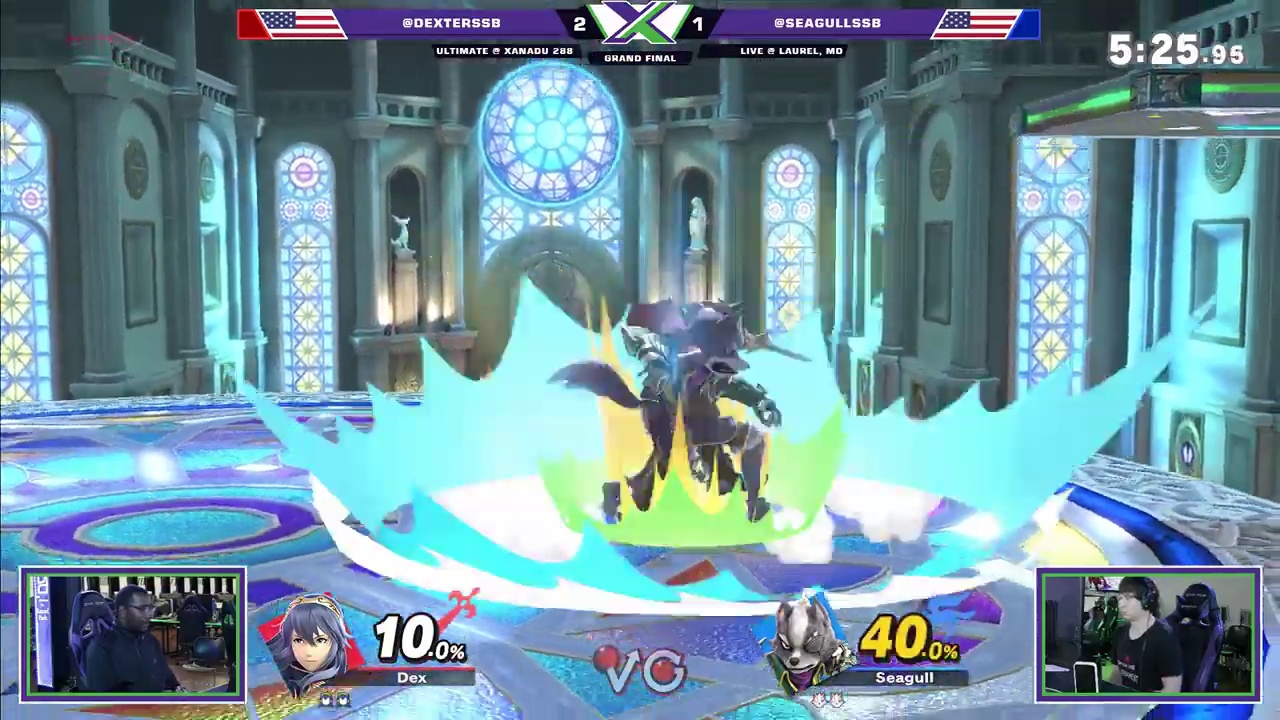 @DEXTERSSB 2 1 @SEAGULLSSB
ULTIMATE @ XANADU 288 GRAND FINAL LIVE @ LAUREL, MD
5:25.95
10.0% 40.0%
Dex Seagull